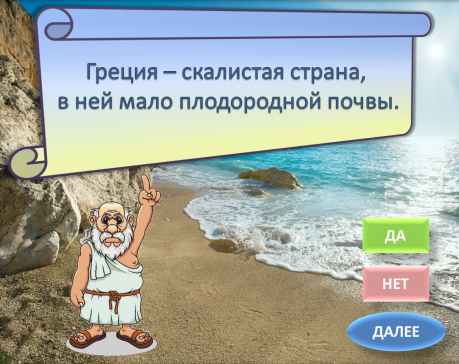 Греция – скалистая страна,
в ней мало плодородной почвы.
ДА
НЕТ
ДАЛЕЕ